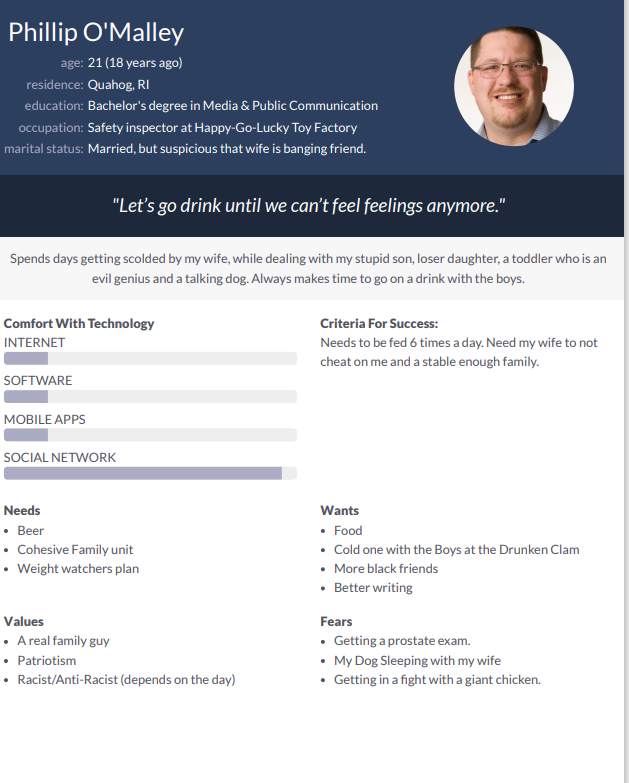 Phillip O'Malley
age: 21 (18 years ago)
residence: Quahog, RI
education: Bachelor's degree in Media & Public Communication
occupation: Safety inspector at Happy-Go-Lucky Toy Factory
marital status: Married, but suspicious that wife is banging friend.
"Let's go drink until we can't feel feelings anymore."
Spends days getting scolded by my wife, while dealing with my stupid son, loser daughter, a toddler who is an
evil genius and a talking dog. Always makes time to go on a drink with the boys.
Comfort With Technology
INTERNET
SOFTWARE
MOBILE APPS
SOCIAL NETWORK
Criteria For Success:
Needs to be fed 6 times a day. Need my wife to not
cheat on me and a stable enough family.
Needs
• Beer
• Cohesive Family unit
• Weight watchers plan
Wants
• Food
• Cold one with the Boys at the Drunken Clam
• More black friends
• Better writing
Values
• A real family guy
• Patriotism
• Racist/Anti-Racist (depends on the day)
Fears
• Getting a prostate exam.
• My Dog Sleeping with my wife
• Getting in a fight with a giant chicken.